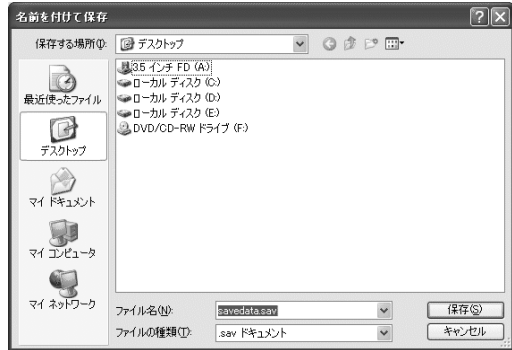 名前を付けて保存
保存する場所(I):
デスクトップ
3.5 インチ FD (A:)
ローカル ディスク (C:)
ローカル ディスク (D:)
ローカル ディスク (E:)
DVD/CD-RW ドライブ (F:)
最近使ったファイル
デスクトップ
マイ ドキュメント
マイ コンピュータ
マイ ネットワーク
ファイル名(N):
savedata.sav
保存(S)
ファイルの種類(T):
.sav ドキュメント
キャンセル